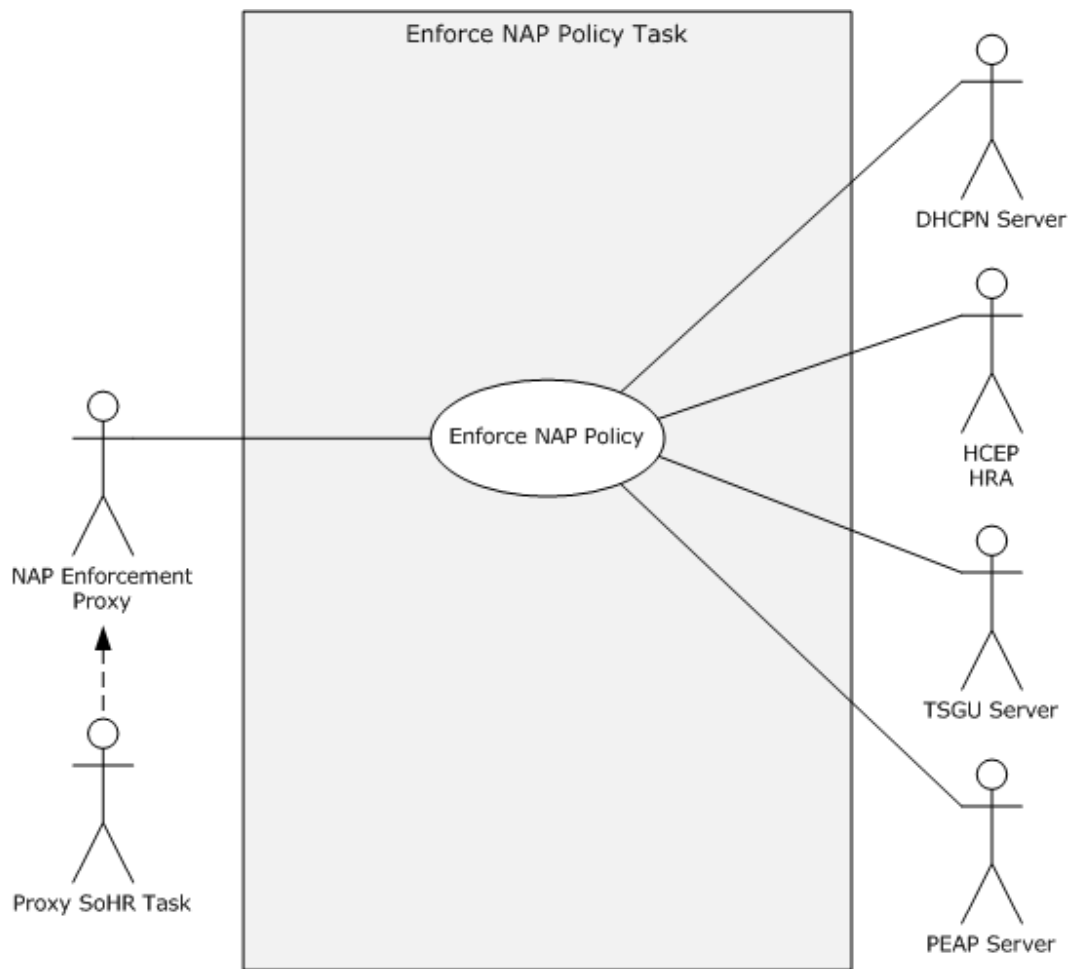 Enforce NAP Policy Task
DHCPN Server
HCEP
HRA
Enforce NAP Policy
NAP Enforcement
Proxy
TSGU Server
Proxy SoHR Task
PEAP Server